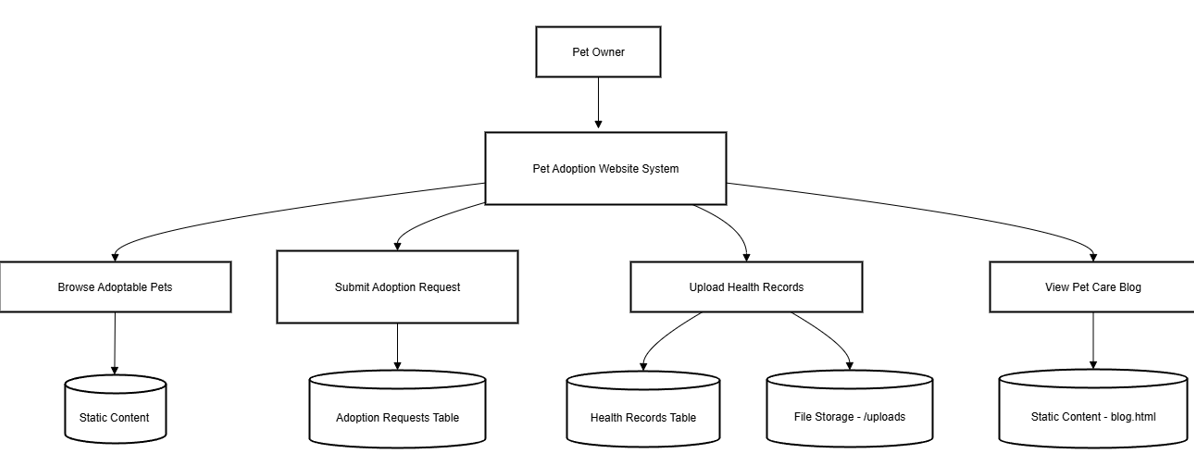 Pet Owner
Pet Adoption Website System
Browse Adoptable Pets
Submit Adoption Request
Upload Health Records
View Pet Care Blog
Static Content
Adoption Requests Table
Health Records Table
File Storage - /uploads
Static Content - blog.html